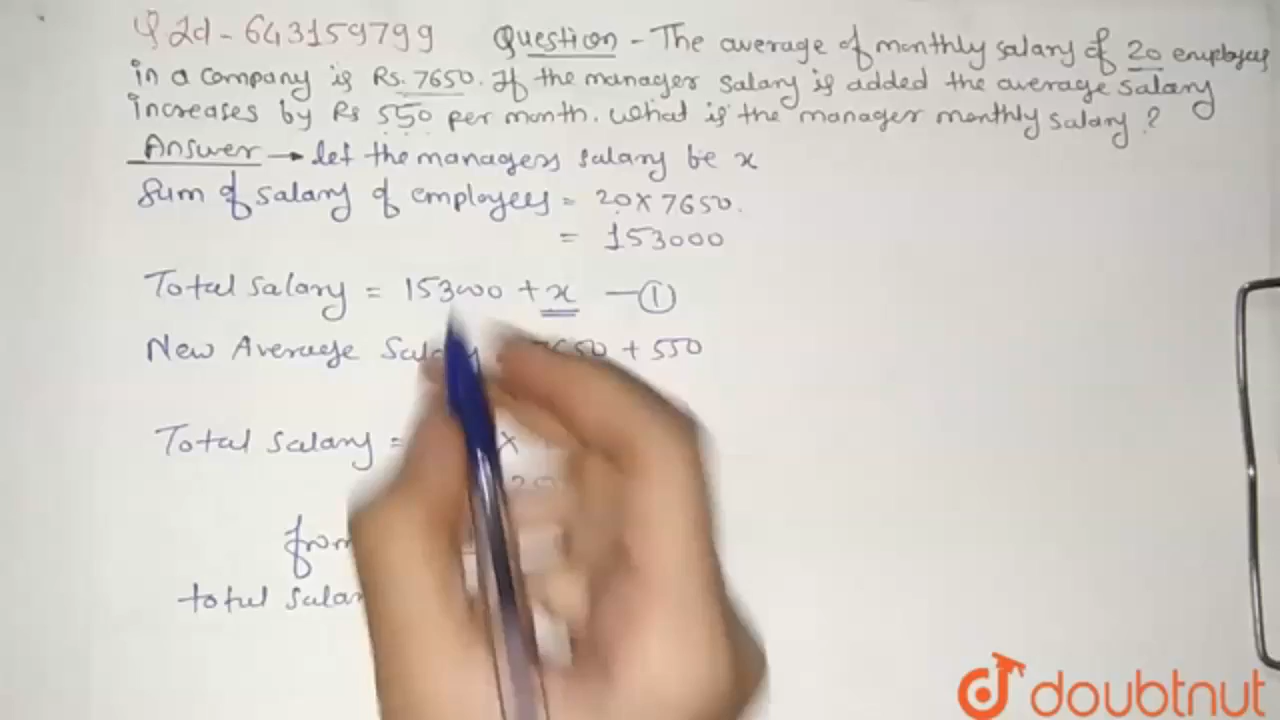 Q Id - 643159799 Question - The average of monthly salary of 20 employees
in a company is Rs. 7650. If the manager salary is added the average salary
increases by Rs 550 per month. What is the manager monthly salary ?
Answer → let the managers salary be x
Sum of salary of employees = 20 X 7650.
= 153000
Total salary = 153000 + x — ①
New Average 7650 + 550
Total salary = X
from
total
doubtnut